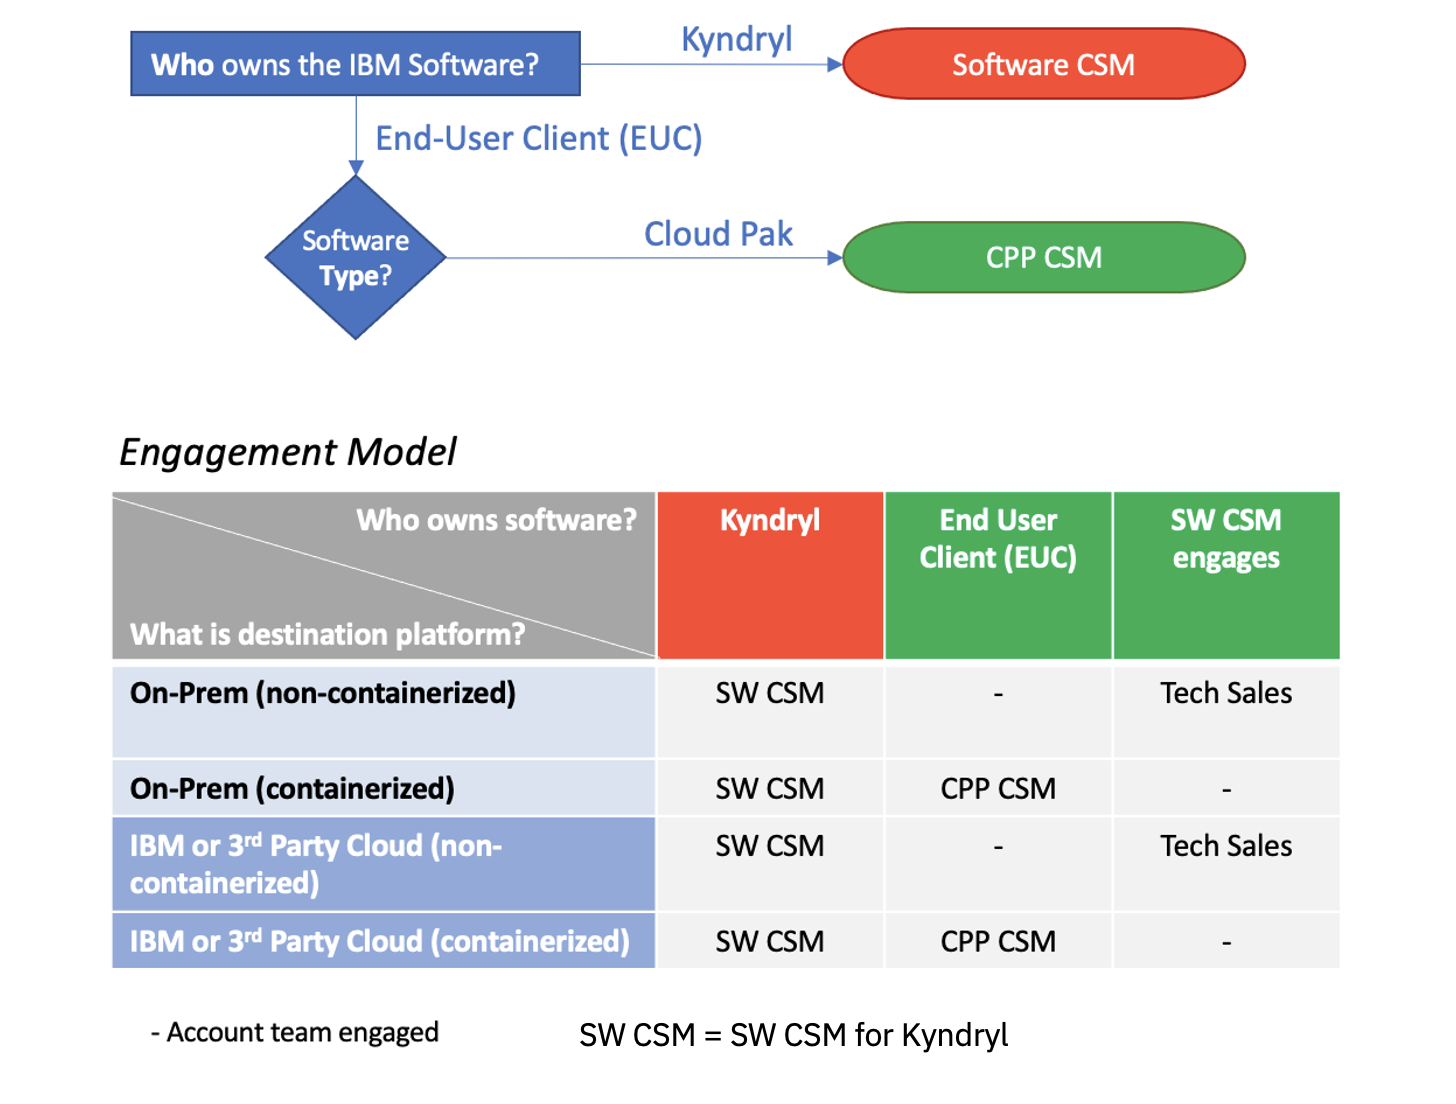 Who owns the IBM Software?
Kyndryl
Software CSM
End-User Client (EUC)
Software
Type?
Cloud Pak
CPP CSM
Engagement Model
Who owns software?
What is destination platform?
Kyndryl
End User
Client (EUC)
SW CSM
engages
On-Prem (non-containerized)
SW CSM
-
Tech Sales
On-Prem (containerized)
SW CSM
CPP CSM
-
IBM or 3rd Party Cloud (non-
containerized)
SW CSM
-
Tech Sales
IBM or 3rd Party Cloud (containerized)
SW CSM
CPP CSM
-
- Account team engaged
SW CSM = SW CSM for Kyndryl